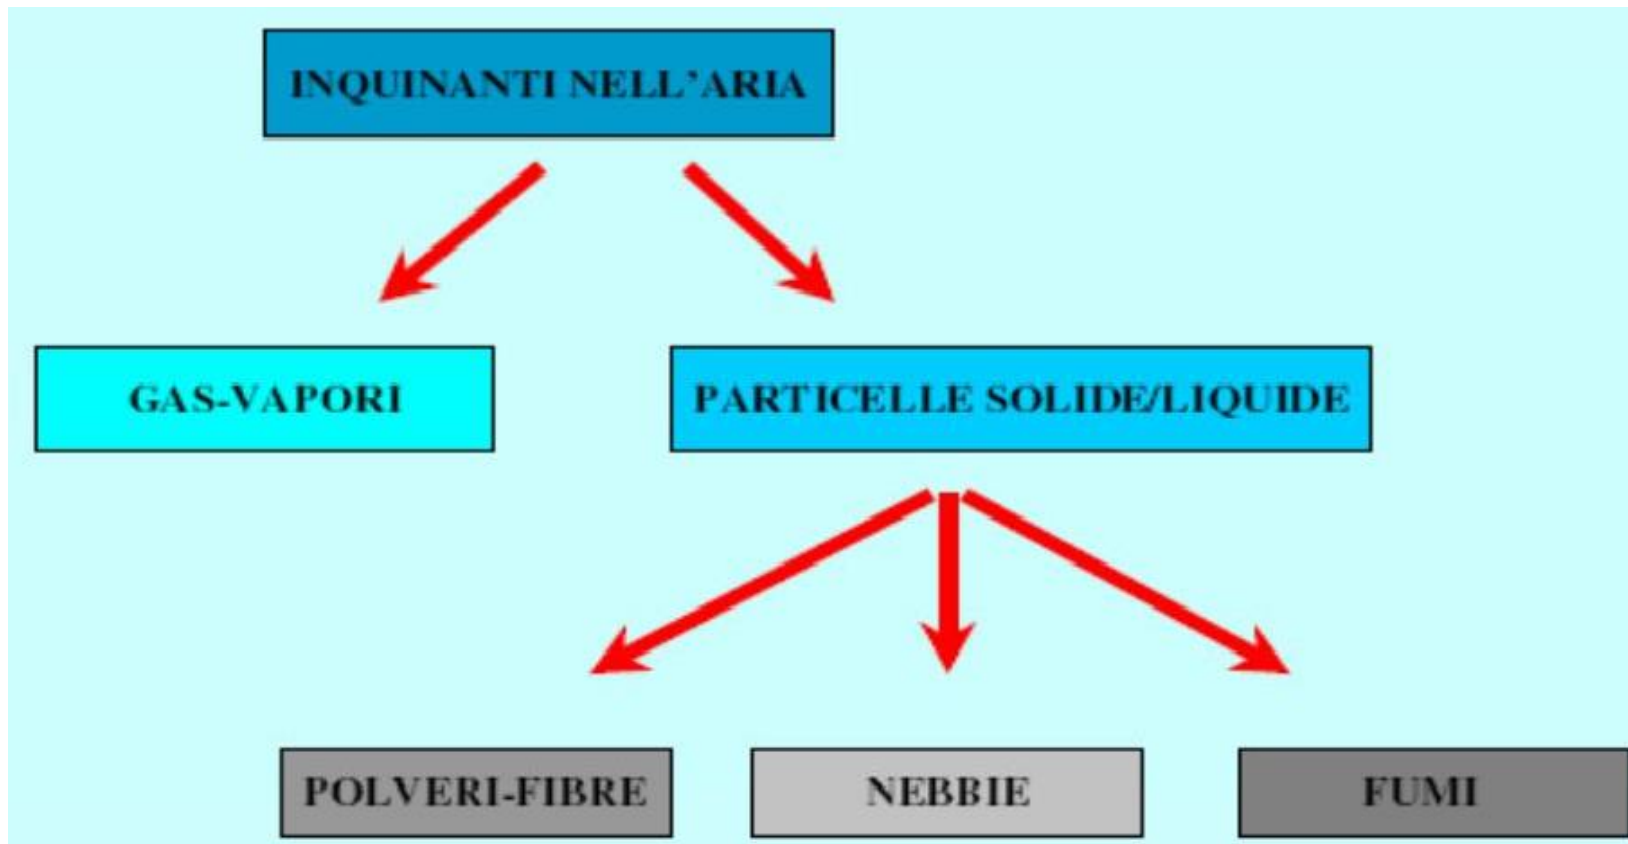 INQUINANTI NELL'ARIA
GAS-VAPORI
PARTICELLE SOLIDE/LIQUIDE
POLVERI-FIBRE
NEBBIE
FUMI